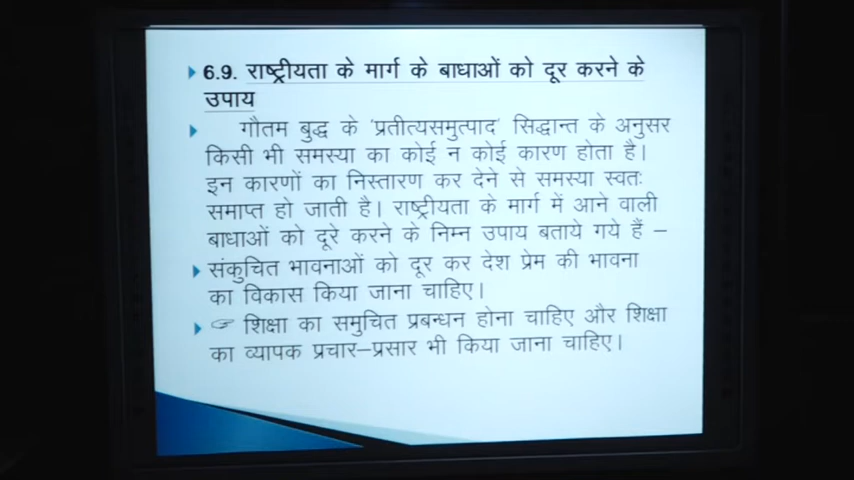 6.9. राष्ट्रीयता के मार्ग के बाधाओं को दूर करने के
उपाय
गौतम बुद्ध के 'प्रतीत्यसमुत्पाद' सिद्धान्त के अनुसर
किसी भी समस्या का कोई न कोई कारण होता है।
इन कारणों का निस्तारण कर देने से समस्या स्वतः
समाप्त हो जाती है। राष्ट्रीयता के मार्ग में आने वाली
बाधाओं को दूरे करने के निम्न उपाय बताये गये हैं –
संकुचित भावनाओं को दूर कर देश प्रेम की भावना
का विकास किया जाना चाहिए।
☞ शिक्षा का समुचित प्रबन्धन होना चाहिए और शिक्षा
का व्यापक प्रचार–प्रसार भी किया जाना चाहिए।